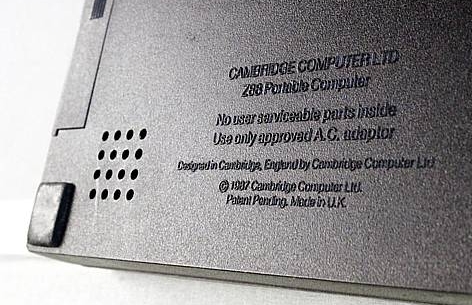 CAMBRIDGE COMPUTER LTD
Z88 Portable Computer
No user serviceable parts inside
Use only approved A.C. adaptor
Designed in Cambridge, England by Cambridge Computer Ltd
© 1987 Cambridge Computer Ltd.
Patent Pending. Made in U.K.